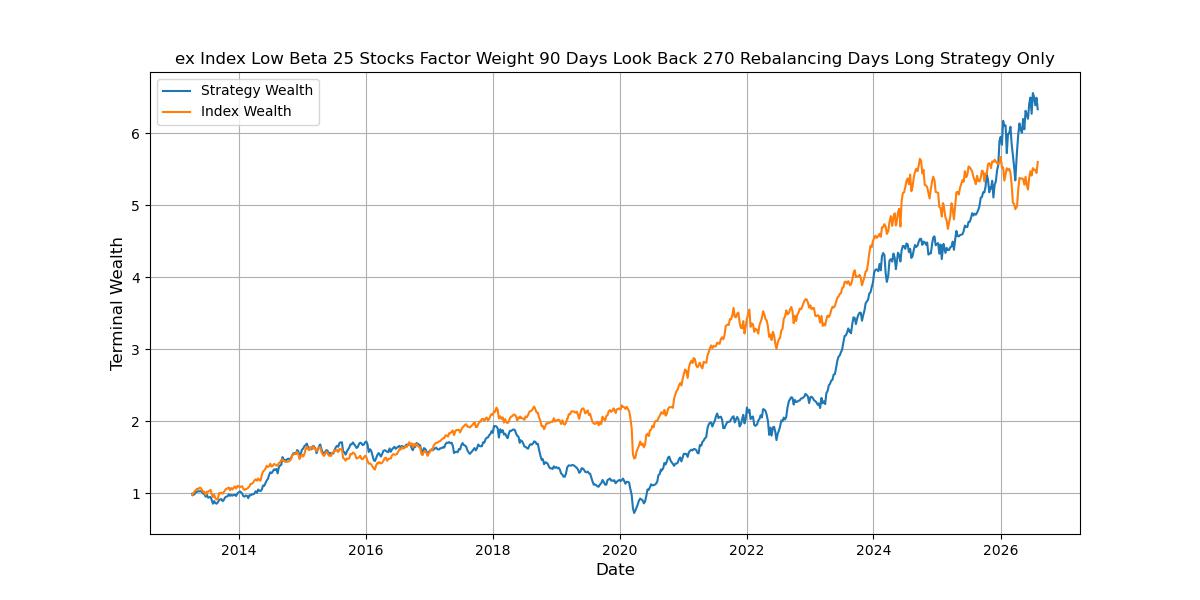 ex Index Low Beta 25 Stocks Factor Weight 90 Days Look Back 270 Rebalancing Days Long Strategy Only
Strategy Wealth
Index Wealth
Terminal Wealth
6
5
4
3
2
1
2014 2016 2018 2020 2022 2024 2026
Date